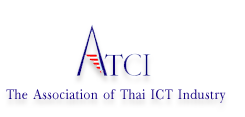 ATCI
The Association of Thai ICT Industry